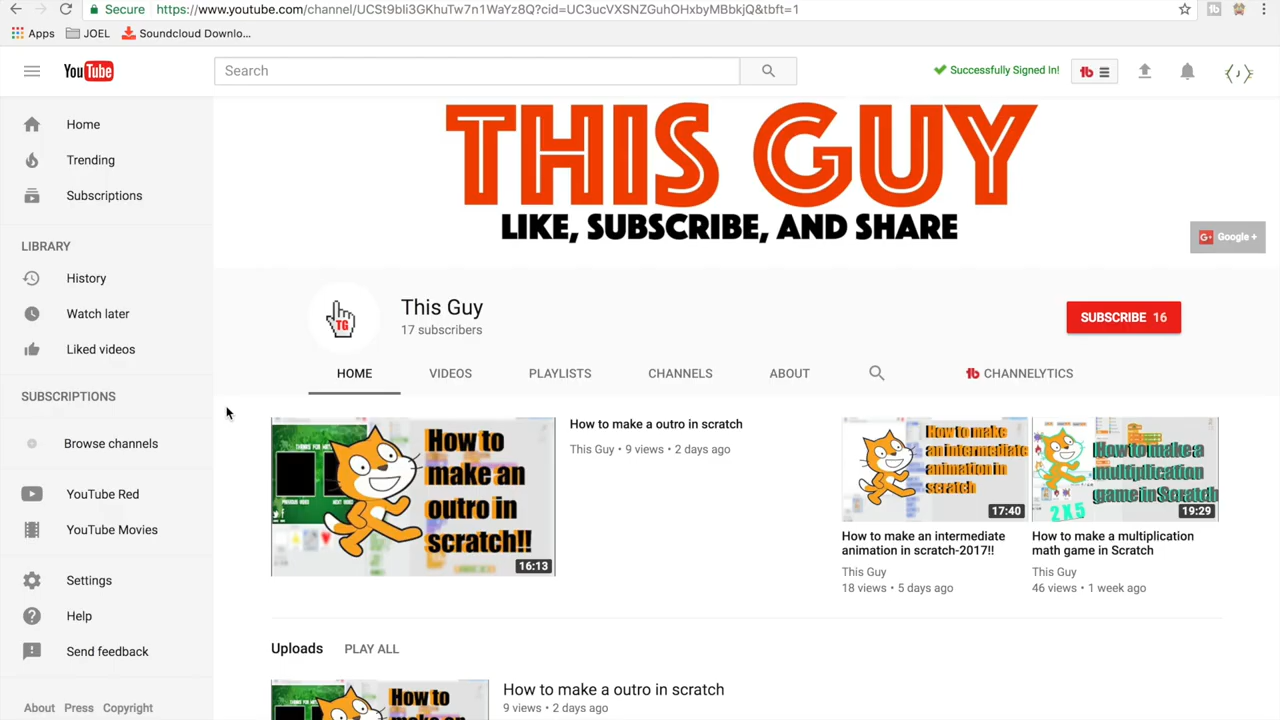 Secure https://www.youtube.com/channel/UCSt9bIi3GKhuTw7n1WaYz8Q?cid=UC3ucVXSNZGuhOHxbyMBbkjQ&tbft=1
Apps JOEL Soundcloud Downlo...
YouTube Search Successfully Signed In! tb J
Home
Trending
Subscriptions
LIBRARY
History
Watch later
Liked videos
SUBSCRIPTIONS
Browse channels
YouTube Red
YouTube Movies
Settings
Help
Send feedback
About Press Copyright
THIS GUY
LIKE, SUBSCRIBE, AND SHARE
G+ Google +
TG
This Guy
17 subscribers
SUBSCRIBE 16
HOME VIDEOS PLAYLISTS CHANNELS ABOUT tb CHANNELYTICS
How to
make an
outro in
scratch!!
16:13
How to make a outro in scratch
This Guy • 9 views • 2 days ago
How to make
an intermediate
animation in
scratch
17:40
How to make an intermediate
animation in scratch-2017!!
This Guy
18 views • 5 days ago
How to make a
multiplication
game in Scratch
2X5
19:29
How to make a multiplication
math game in Scratch
This Guy
46 views • 1 week ago
Uploads PLAY ALL
How to
How to make a outro in scratch
9 views • 2 days ago